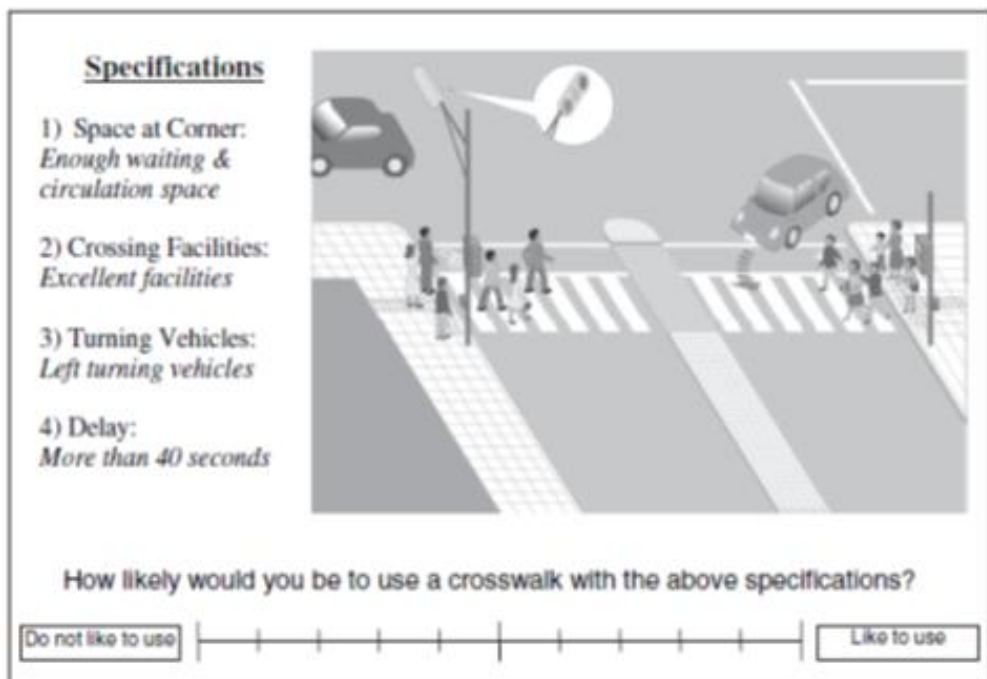 Specifications
1) Space at Corner:
Enough waiting &
circulation space
2) Crossing Facilities:
Excellent facilities
3) Turning Vehicles:
Left turning vehicles
4) Delay:
More than 40 seconds
How likely would you be to use a crosswalk with the above specifications?
Do not like to use
Like to use